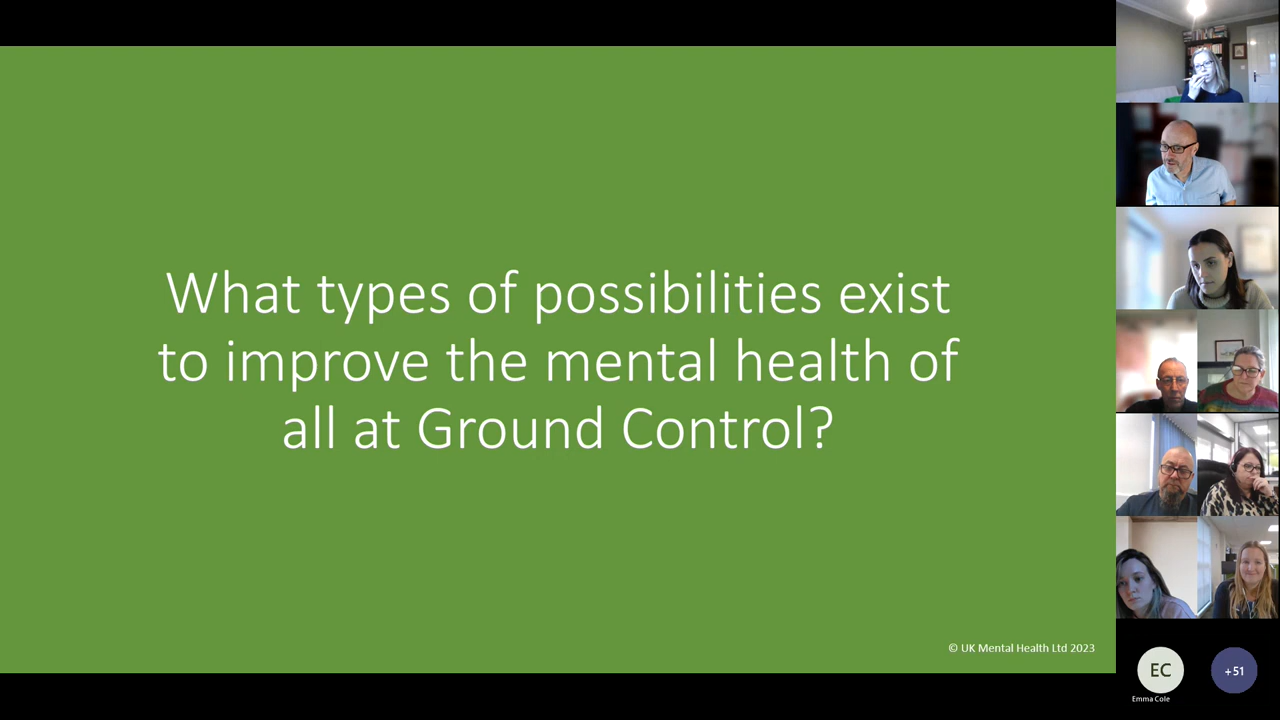 What types of possibilities exist
to improve the mental health of
all at Ground Control?
© UK Mental Health Ltd 2023
EC
+51
Emma Cole